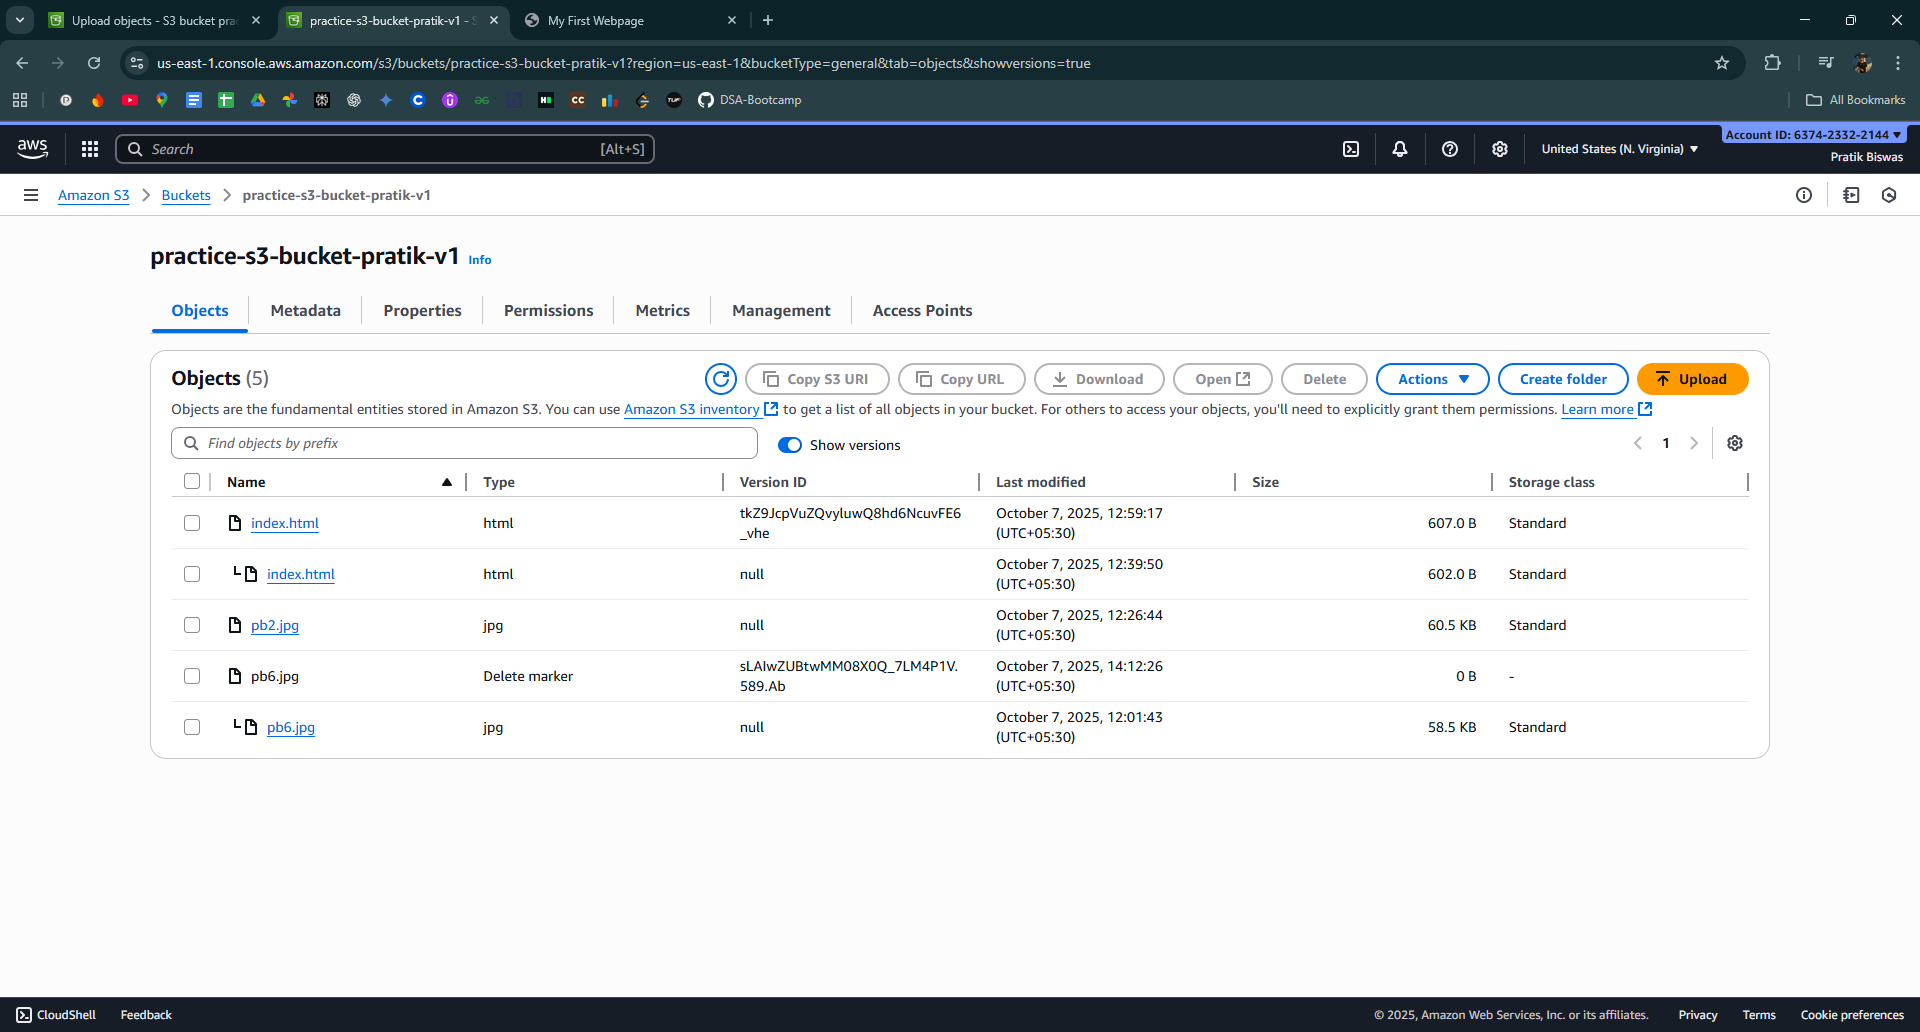 Upload objects - S3 bucket pra
practice-s3-bucket-pratik-v1 - S
My First Webpage
us-east-1.console.aws.amazon.com/s3/buckets/practice-s3-bucket-pratik-v1?region=us-east-1&bucketType=general&tab=objects&showversions=true
DSA-Bootcamp
All Bookmarks
aws
Search
[Alt+S]
United States (N. Virginia)
Account ID: 6374-2332-2144
Pratik Biswas
Amazon S3
Buckets
practice-s3-bucket-pratik-v1
practice-s3-bucket-pratik-v1 Info
Objects
Metadata
Properties
Permissions
Metrics
Management
Access Points
Objects (5)
Copy S3 URI
Copy URL
Download
Open
Delete
Actions
Create folder
Upload
Objects are the fundamental entities stored in Amazon S3. You can use Amazon S3 inventory to get a list of all objects in your bucket. For others to access your objects, you'll need to explicitly grant them permissions. Learn more
Find objects by prefix
Show versions
1
Name Type Version ID Last modified Size Storage class
index.html html tkZ9JcpVuZQvyluwQ8hd6NcuvFE6 October 7, 2025, 12:59:17 607.0 B Standard
_vhe (UTC+05:30)
index.html html null October 7, 2025, 12:39:50 602.0 B Standard
(UTC+05:30)
pb2.jpg jpg null October 7, 2025, 12:26:44 60.5 KB Standard
(UTC+05:30)
pb6.jpg Delete marker sLAIwZUBtwMM08X0Q_7LM4P1V. October 7, 2025, 14:12:26 0 B -
589.Ab (UTC+05:30)
pb6.jpg jpg null October 7, 2025, 12:01:43 58.5 KB Standard
(UTC+05:30)
CloudShell
Feedback
© 2025, Amazon Web Services, Inc. or its affiliates.
Privacy
Terms
Cookie preferences